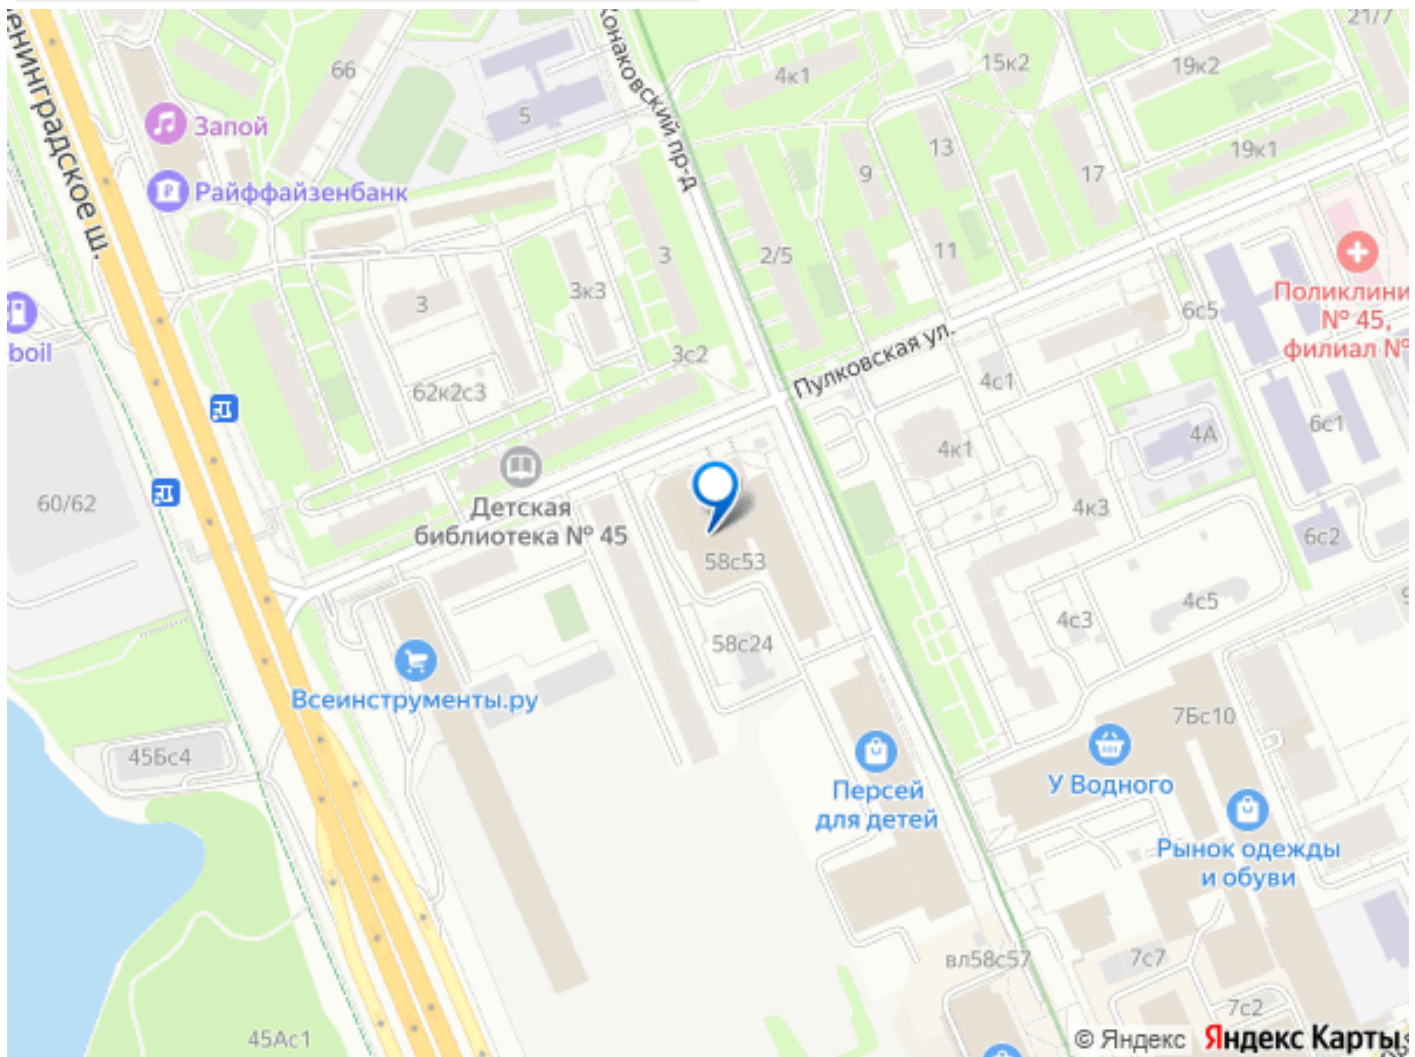 Ленинградское ш.
Конаковский пр-д
21/7
66
4к1
15к2
19к2
5
Запой
13
19к1
9
17
Райффайзенбанк
3
2/5
11
3к3
3
6с5
Поликлини
№ 45,
филиал №
boil
3с2
Пулковская ул.
62к2с3
4с1
6с1
4А
4к1
60/62
Детская
библиотека № 45
4к3
6с2
58с53
4с5
4с3
58с24
Всеинструменты.ру
7Бс10
45Бс4
У Водного
Персей
для детей
Рынок одежды
и обуви
вл58с57
7с7
7с2
45Ас1
© Яндекс Яндекс Карты